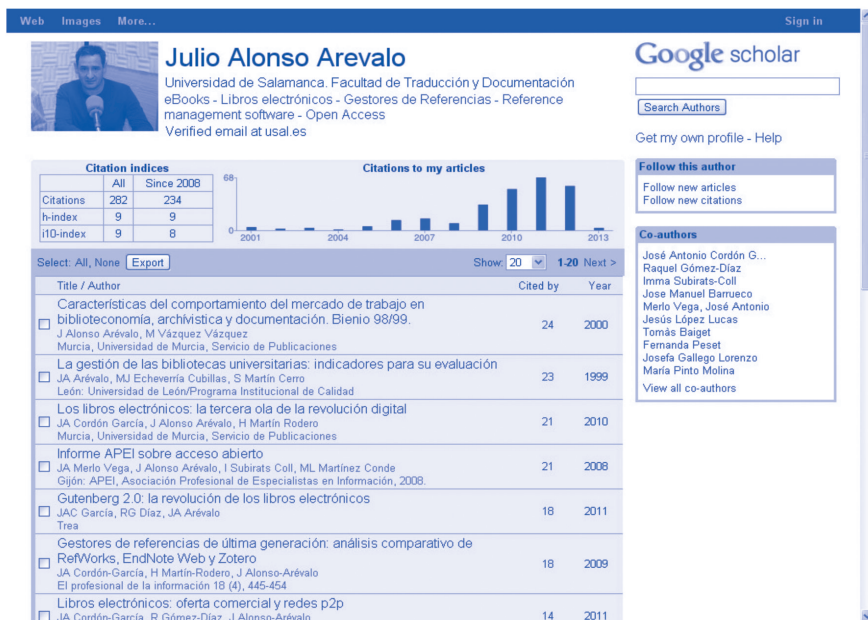 Web Images More... Sign in
Julio Alonso Arevalo
Universidad de Salamanca. Facultad de Traducción y Documentación
eBooks - Libros electrónicos - Gestores de Referencias - Reference
management software - Open Access
Verified email at usal.es
Google scholar
Search Authors
Get my own profile - Help
Citation indices
All Since 2008
Citations 282 234
h-index 9 9
i10-index 9 8
Citations to my articles
68
0
2001 2004 2007 2010 2013
Follow this author
Follow new articles
Follow new citations
Co-authors
José Antonio Cordón G...
Raquel Gómez-Díaz
Imma Subirats-Coll
Jose Manuel Barrueco
Merlo Vega, José Antonio
Jesús López Lucas
Tomàs Baiget
Fernanda Peset
Josefa Gallego Lorenzo
María Pinto Molina
View all co-authors
Select: All, None Export Show: 20 1-20 Next >
Title / Author Cited by Year
Características del comportamiento del mercado de trabajo en
biblioteconomía, archívistica y documentación. Bienio 98/99.
J Alonso Arévalo, M Vázquez Vázquez
Murcia, Universidad de Murcia, Servicio de Publicaciones
24 2000
La gestión de las bibliotecas universitarias: indicadores para su evaluación
JA Arévalo, MJ Echeverría Cubillas, S Martín Cerro
León: Universidad de León/Programa Institucional de Calidad
23 1999
Los libros electrónicos: la tercera ola de la revolución digital
JA Cordón García, J Alonso Arévalo, H Martín Rodero
Murcia, Universidad de Murcia, Servicio de Publicaciones
21 2010
Informe APEI sobre acceso abierto
JA Merlo Vega, J Alonso Arévalo, I Subirats Coll, ML Martínez Conde
Gijón: APEI, Asociación Profesional de Especialistas en Información, 2008.
21 2008
Gutenberg 2.0: la revolución de los libros electrónicos
JAC García, RG Díaz, JA Arévalo
Trea
18 2011
Gestores de referencias de última generación: análisis comparativo de
RefWorks, EndNote Web y Zotero
JA Cordón-García, H Martín-Rodero, J Alonso-Arévalo
El profesional de la información 18 (4), 445-454
18 2009
Libros electrónicos: oferta comercial y redes p2p
JA Cordón-García, R Gómez-Díaz, J Alonso-Arévalo
14 2011